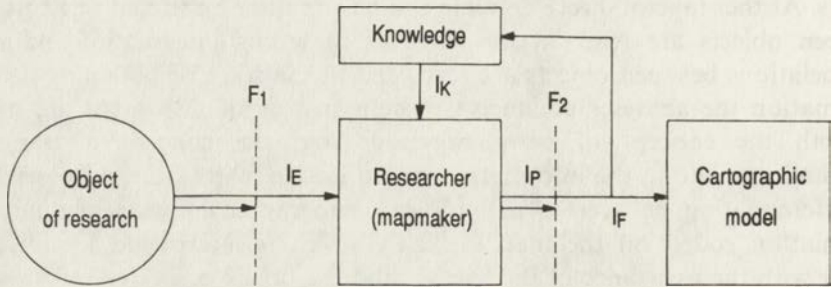 Knowledge
I_K
F_1
F_2
Object
of research
I_E
Researcher
(mapmaker)
I_P
I_F
Cartographic
model